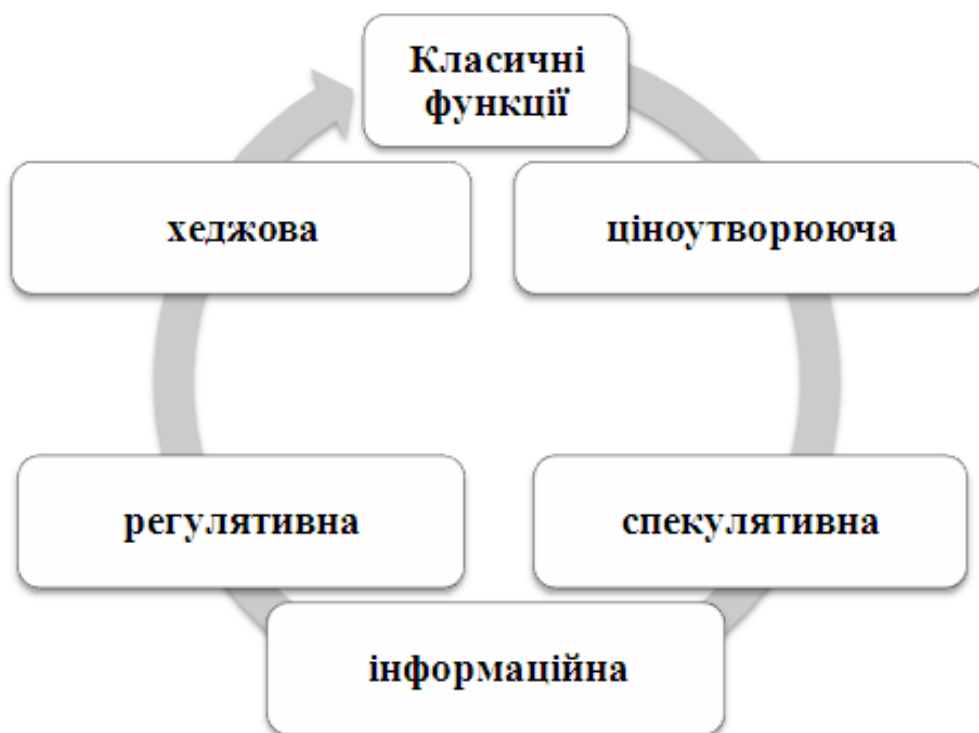 Класичні
функції
хеджова
ціноутворююча
регулятивна
спекулятивна
інформаційна